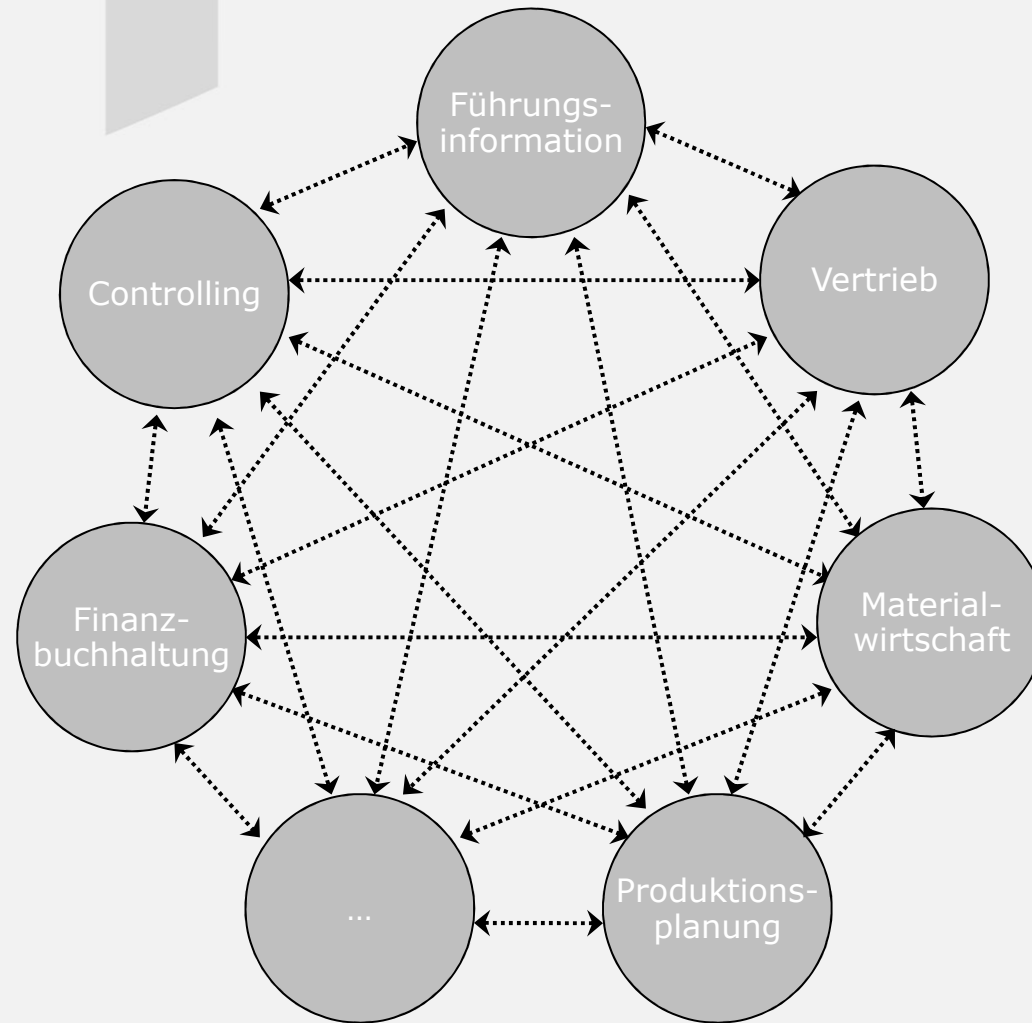 Führungs-
information
Controlling
Vertrieb
Finanz-
buchhaltung
Material-
wirtschaft
...
Produktions-
planung